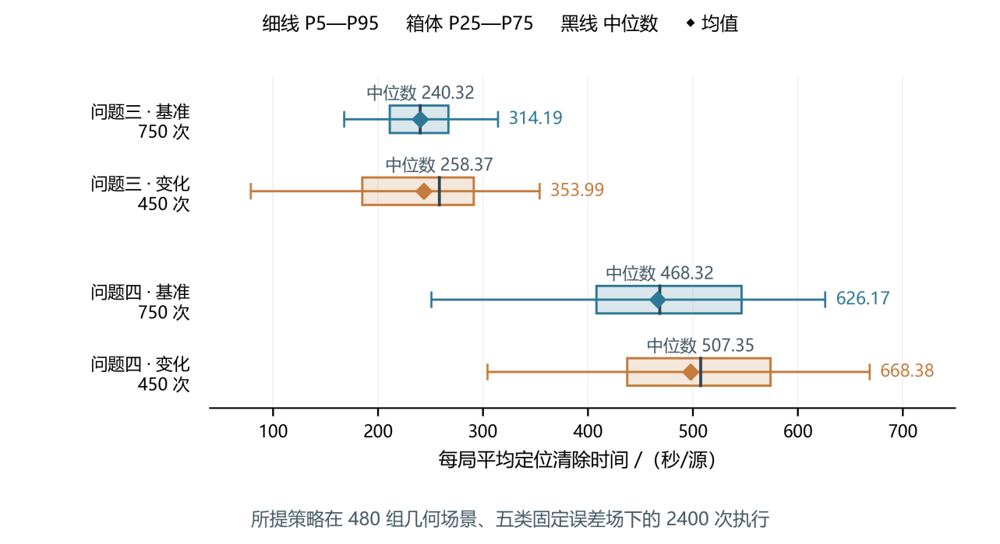 细线 P5—P95 箱体 P25—P75 黑线 中位数 ◆ 均值
中位数 240.32
问题三 · 基准
750 次
314.19
中位数 258.37
问题三 · 变化
450 次
353.99
中位数 468.32
问题四 · 基准
750 次
626.17
中位数 507.35
问题四 · 变化
450 次
668.38
100 200 300 400 500 600 700
每局平均定位清除时间 /（秒/源）
所提策略在 480 组几何场景、五类固定误差场下的 2400 次执行